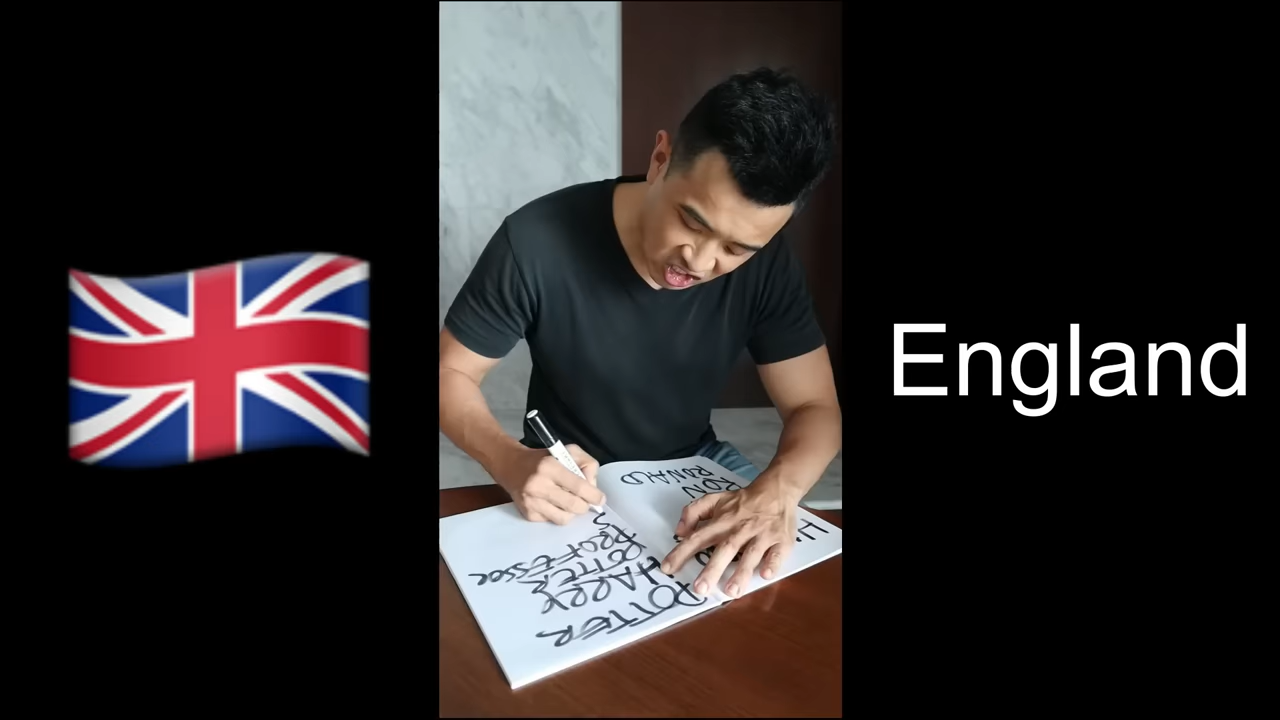 England
RON
RONALD
POTTER
HARRY
POTTER
PROFESSOR
S